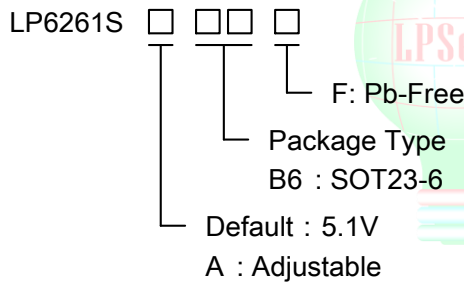 LP6261S □ □□ □
F: Pb-Free
Package Type
B6 : SOT23-6
Default : 5.1V
A : Adjustable